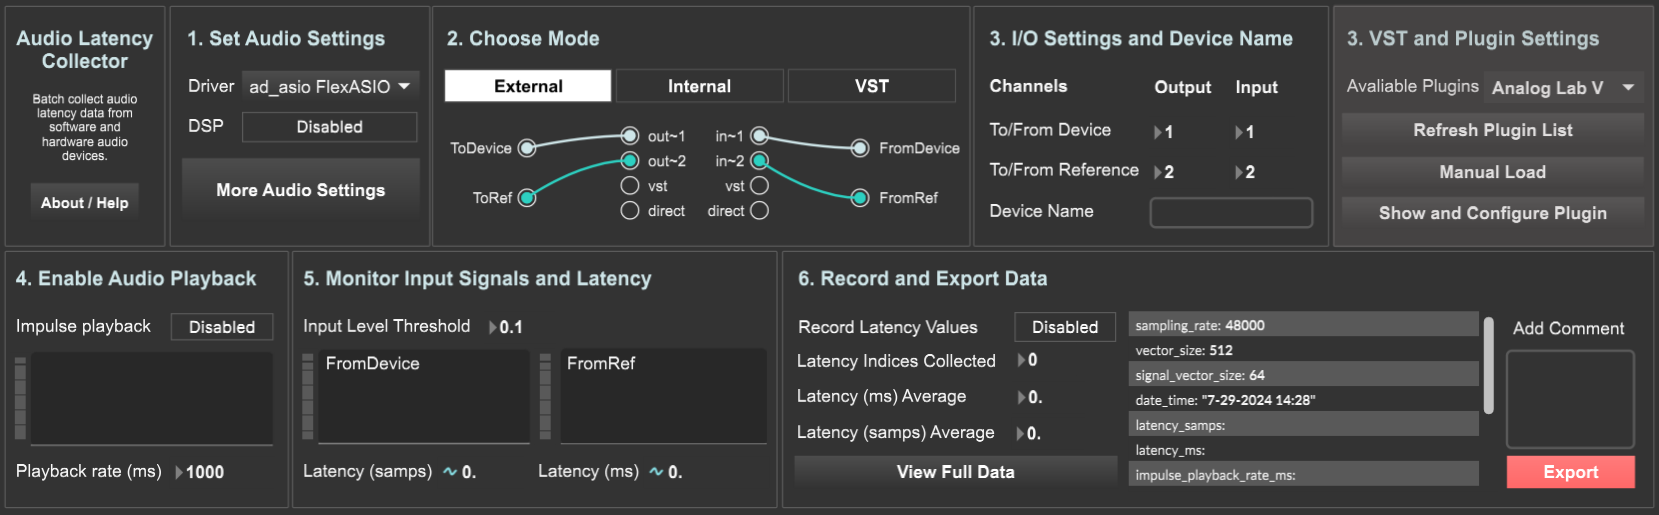 Audio Latency
Collector
Batch collect audio
latency data from
software and
hardware audio
devices.
About / Help
1. Set Audio Settings
Driver ad_asio FlexASIO
DSP Disabled
More Audio Settings
2. Choose Mode
External Internal VST
ToDevice out~1 in~1 FromDevice
out~2 in~2
ToRef vst vst FromRef
direct direct
3. I/O Settings and Device Name
Channels Output Input
To/From Device 1 1
To/From Reference 2 2
Device Name
3. VST and Plugin Settings
Avaliable Plugins Analog Lab V
Refresh Plugin List
Manual Load
Show and Configure Plugin
4. Enable Audio Playback
Impulse playback Disabled
Playback rate (ms) 1000
5. Monitor Input Signals and Latency
Input Level Threshold 0.1
FromDevice FromRef
Latency (samps) ~ 0. Latency (ms) ~ 0.
6. Record and Export Data
Record Latency Values Disabled
Latency Indices Collected 0
Latency (ms) Average 0.
Latency (samps) Average 0.
View Full Data
sampling_rate: 48000
vector_size: 512
signal_vector_size: 64
date_time: "7-29-2024 14:28"
latency_samps:
latency_ms:
impulse_playback_rate_ms:
Add Comment
Export